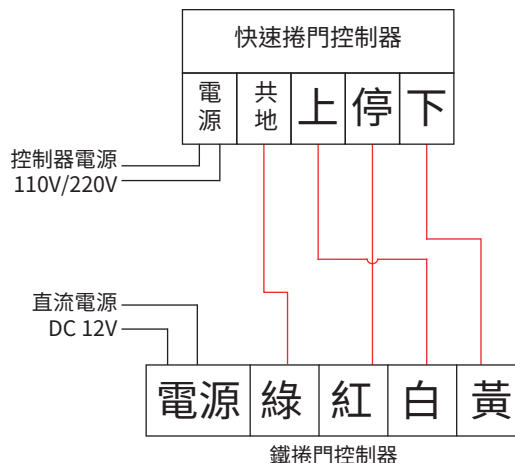 快速捲門控制器
電源
共地
上
停
下
控制器電源
110V/220V
直流電源
DC 12V
電源
綠
紅
白
黃
鐵捲門控制器